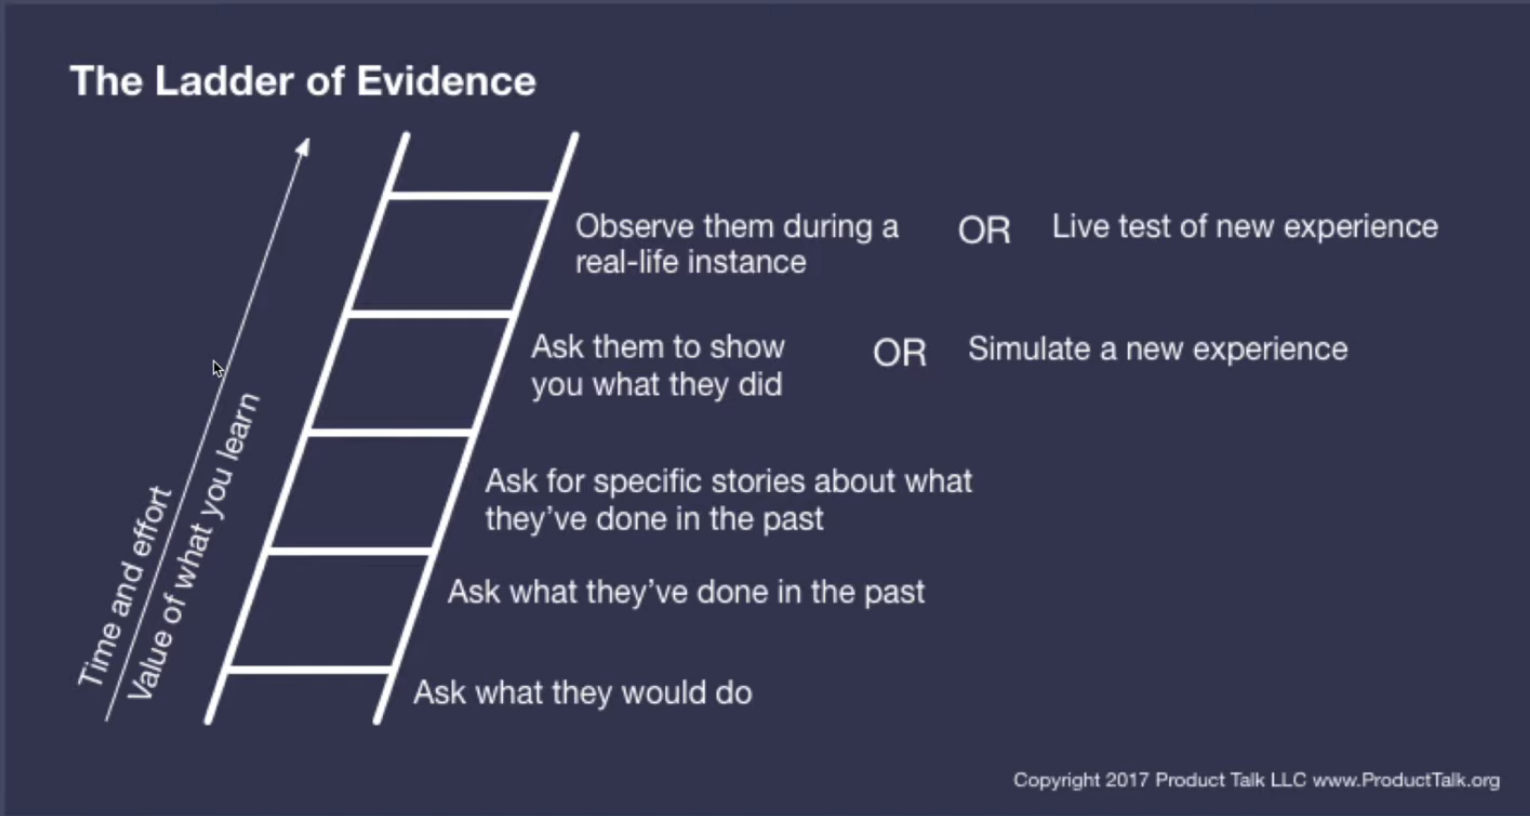 The Ladder of Evidence
Observe them during a
real-life instance
OR
Live test of new experience
Ask them to show
you what they did
OR
Simulate a new experience
Ask for specific stories about what
they've done in the past
Ask what they've done in the past
Ask what they would do
Time and effort
Value of what you learn
Copyright 2017 Product Talk LLC www.ProductTalk.org